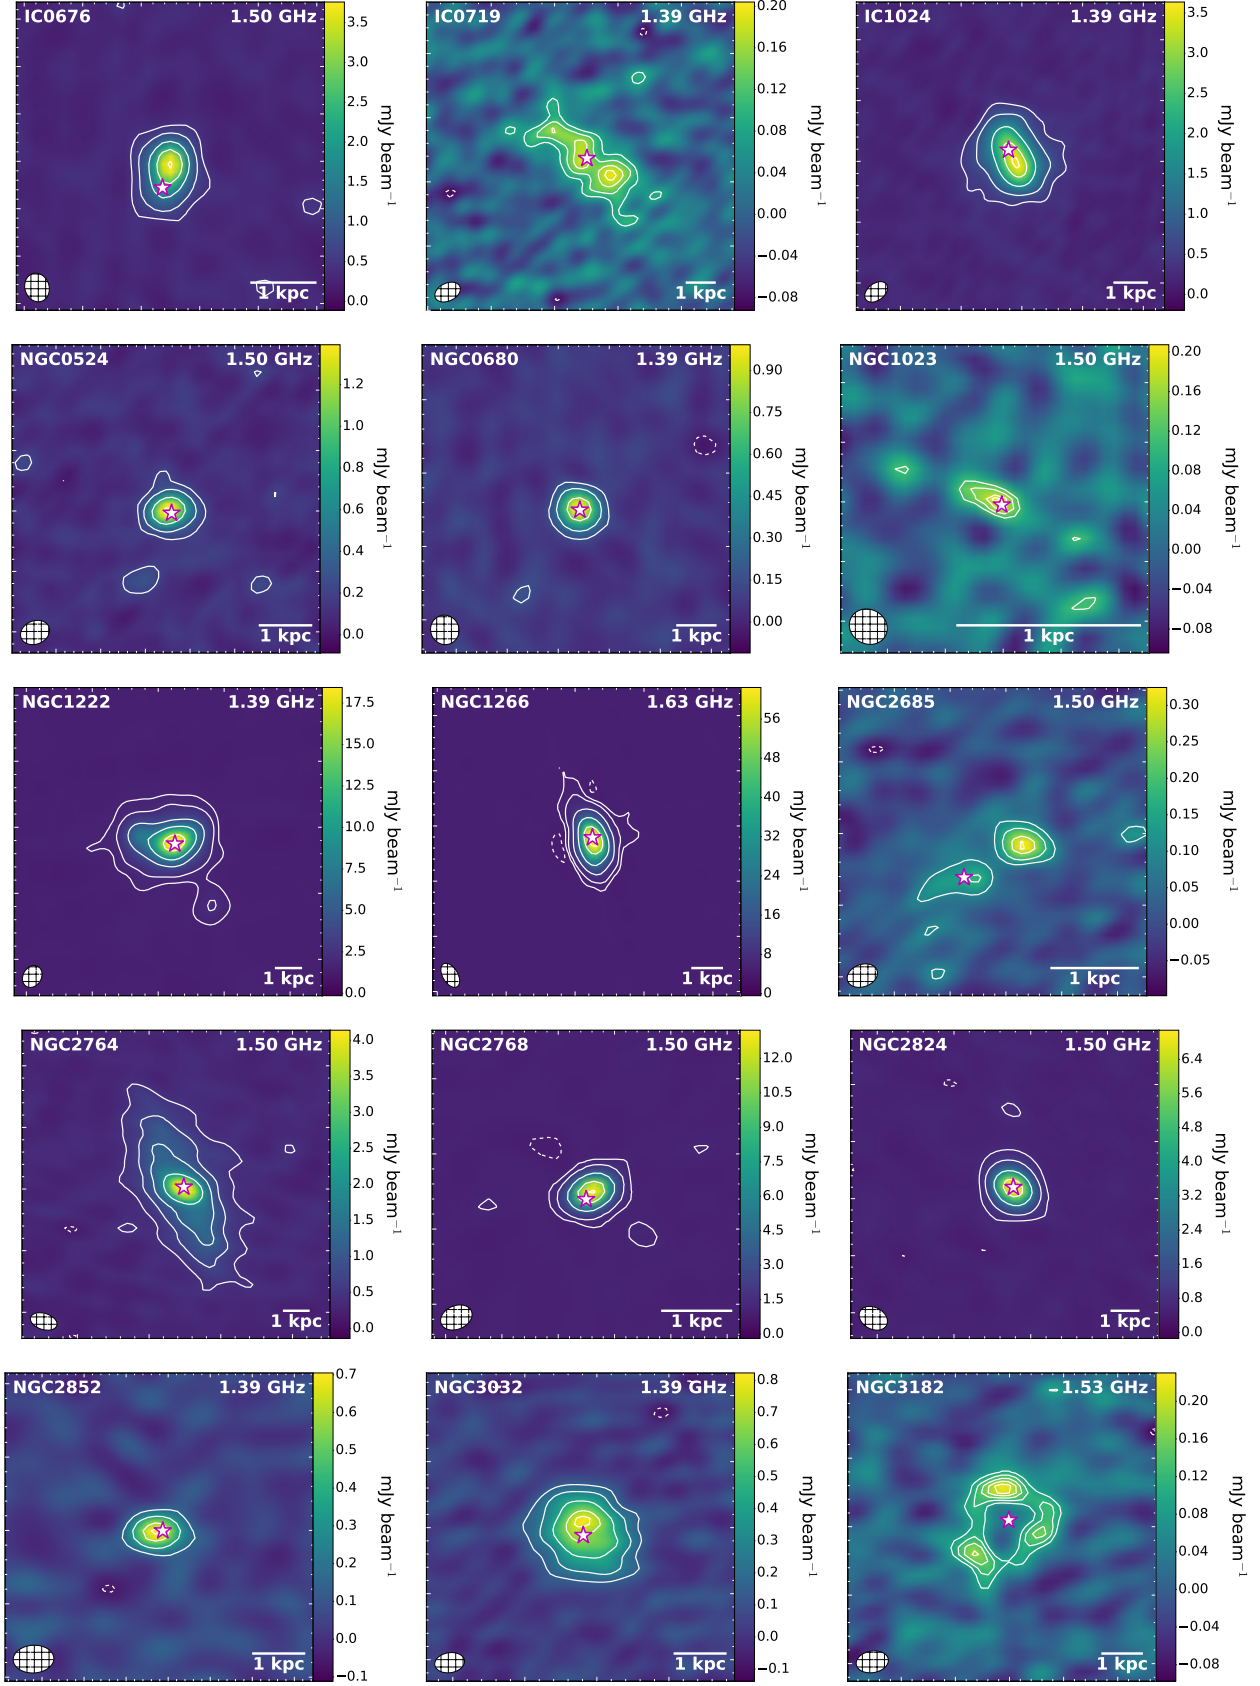 IC0676 1.50 GHz
3.5
3.0
2.5
2.0
1.5
1.0
0.5
0.0
mJy beam−1
1 kpc
IC0719 1.39 GHz
0.20
0.16
0.12
0.08
0.04
0.00
−0.04
−0.08
mJy beam−1
1 kpc
IC1024 1.39 GHz
3.5
3.0
2.5
2.0
1.5
1.0
0.5
0.0
mJy beam−1
1 kpc
NGC0524 1.50 GHz
1.2
1.0
0.8
0.6
0.4
0.2
0.0
mJy beam−1
1 kpc
NGC0680 1.39 GHz
0.90
0.75
0.60
0.45
0.30
0.15
0.00
mJy beam−1
1 kpc
NGC1023 1.50 GHz
0.20
0.16
0.12
0.08
0.04
0.00
−0.04
−0.08
mJy beam−1
1 kpc
NGC1222 1.39 GHz
17.5
15.0
12.5
10.0
7.5
5.0
2.5
0.0
mJy beam−1
1 kpc
NGC1266 1.63 GHz
56
48
40
32
24
16
8
0
mJy beam−1
1 kpc
NGC2685 1.50 GHz
0.30
0.25
0.20
0.15
0.10
0.05
0.00
−0.05
mJy beam−1
1 kpc
NGC2764 1.50 GHz
4.0
3.5
3.0
2.5
2.0
1.5
1.0
0.5
0.0
mJy beam−1
1 kpc
NGC2768 1.50 GHz
12.0
10.5
9.0
7.5
6.0
4.5
3.0
1.5
0.0
mJy beam−1
1 kpc
NGC2824 1.50 GHz
6.4
5.6
4.8
4.0
3.2
2.4
1.6
0.8
0.0
mJy beam−1
1 kpc
NGC2852 1.39 GHz
0.7
0.6
0.5
0.4
0.3
0.2
0.1
0.0
−0.1
mJy beam−1
1 kpc
NGC3032 1.39 GHz
0.8
0.7
0.6
0.5
0.4
0.3
0.2
0.1
0.0
−0.1
mJy beam−1
1 kpc
NGC3182 1.53 GHz
0.20
0.16
0.12
0.08
0.04
0.00
−0.04
−0.08
mJy beam−1
1 kpc